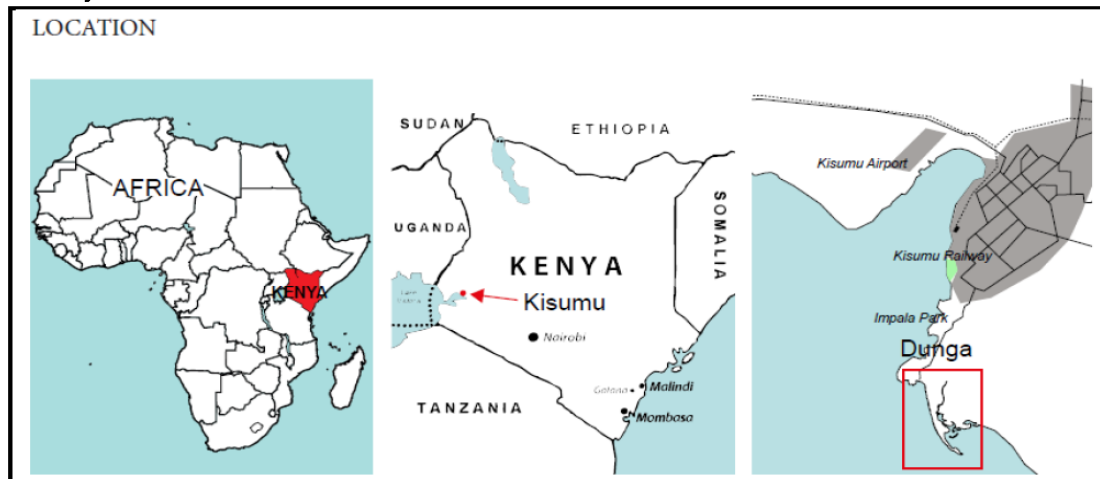 LOCATION
AFRICA
KENYA
SUDAN
ETHIOPIA
UGANDA
SOMALIA
KENYA
Kisumu
Nairobi
Malindi
Mombasa
TANZANIA
Kisumu Airport
Kisumu Railway
Impala Park
Dunga